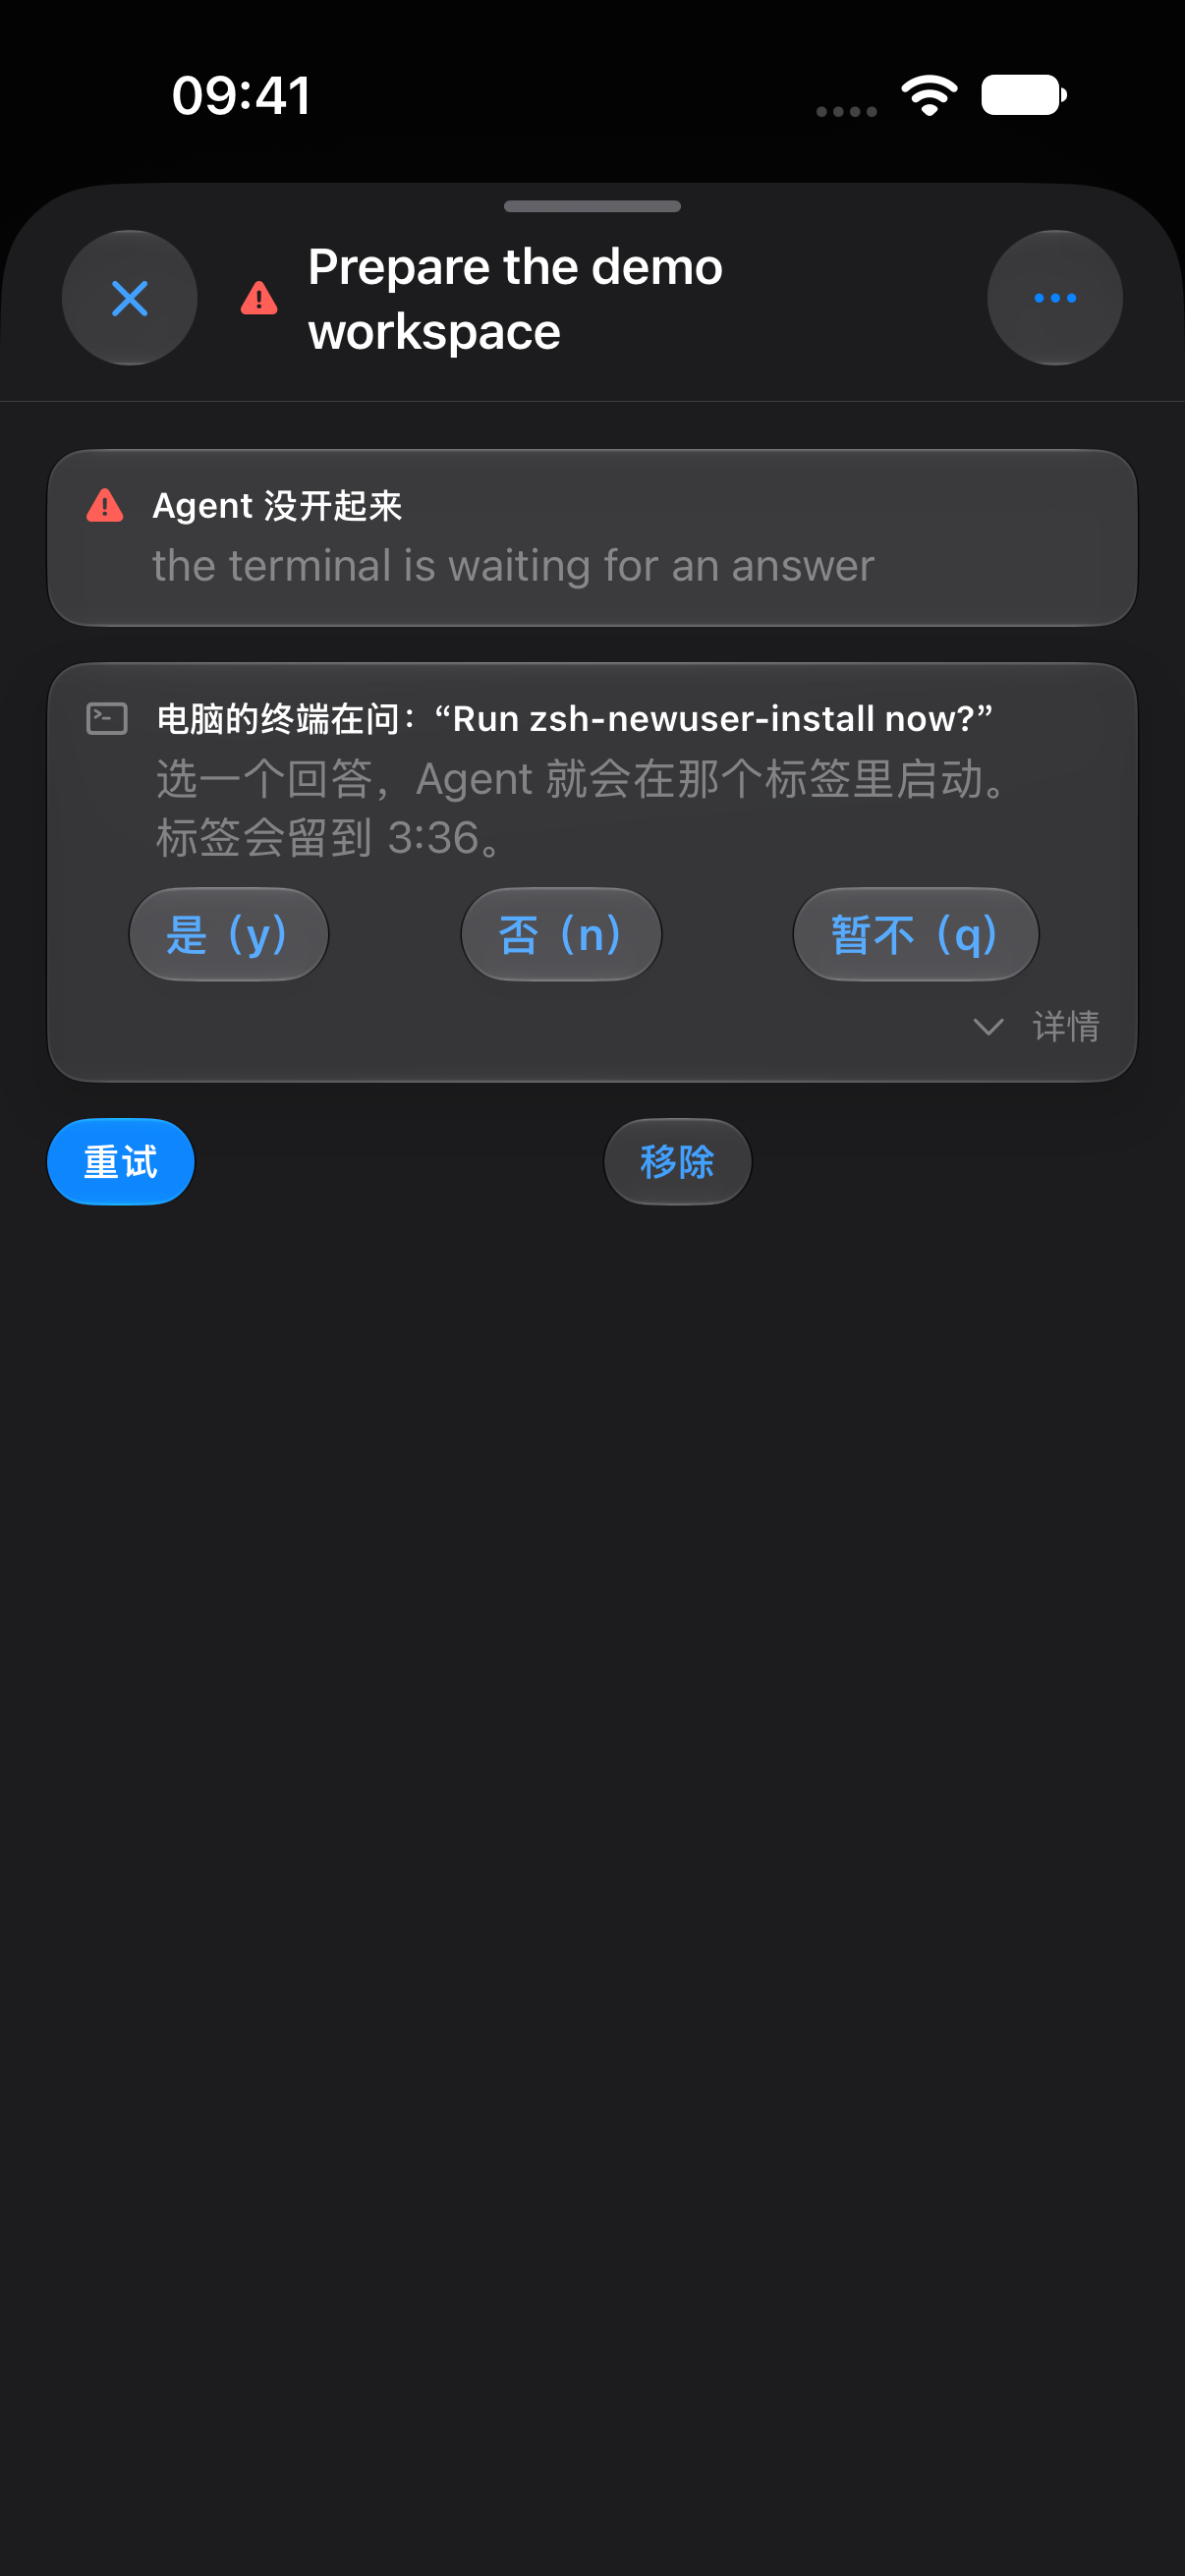 09:41
Prepare the demo
workspace
Agent 没开起来
the terminal is waiting for an answer
电脑的终端在问：“Run zsh-newuser-install now?”
选一个回答，Agent 就会在那个标签里启动。
标签会留到 3:36。
是（y）
否（n）
暂不（q）
详情
重试
移除